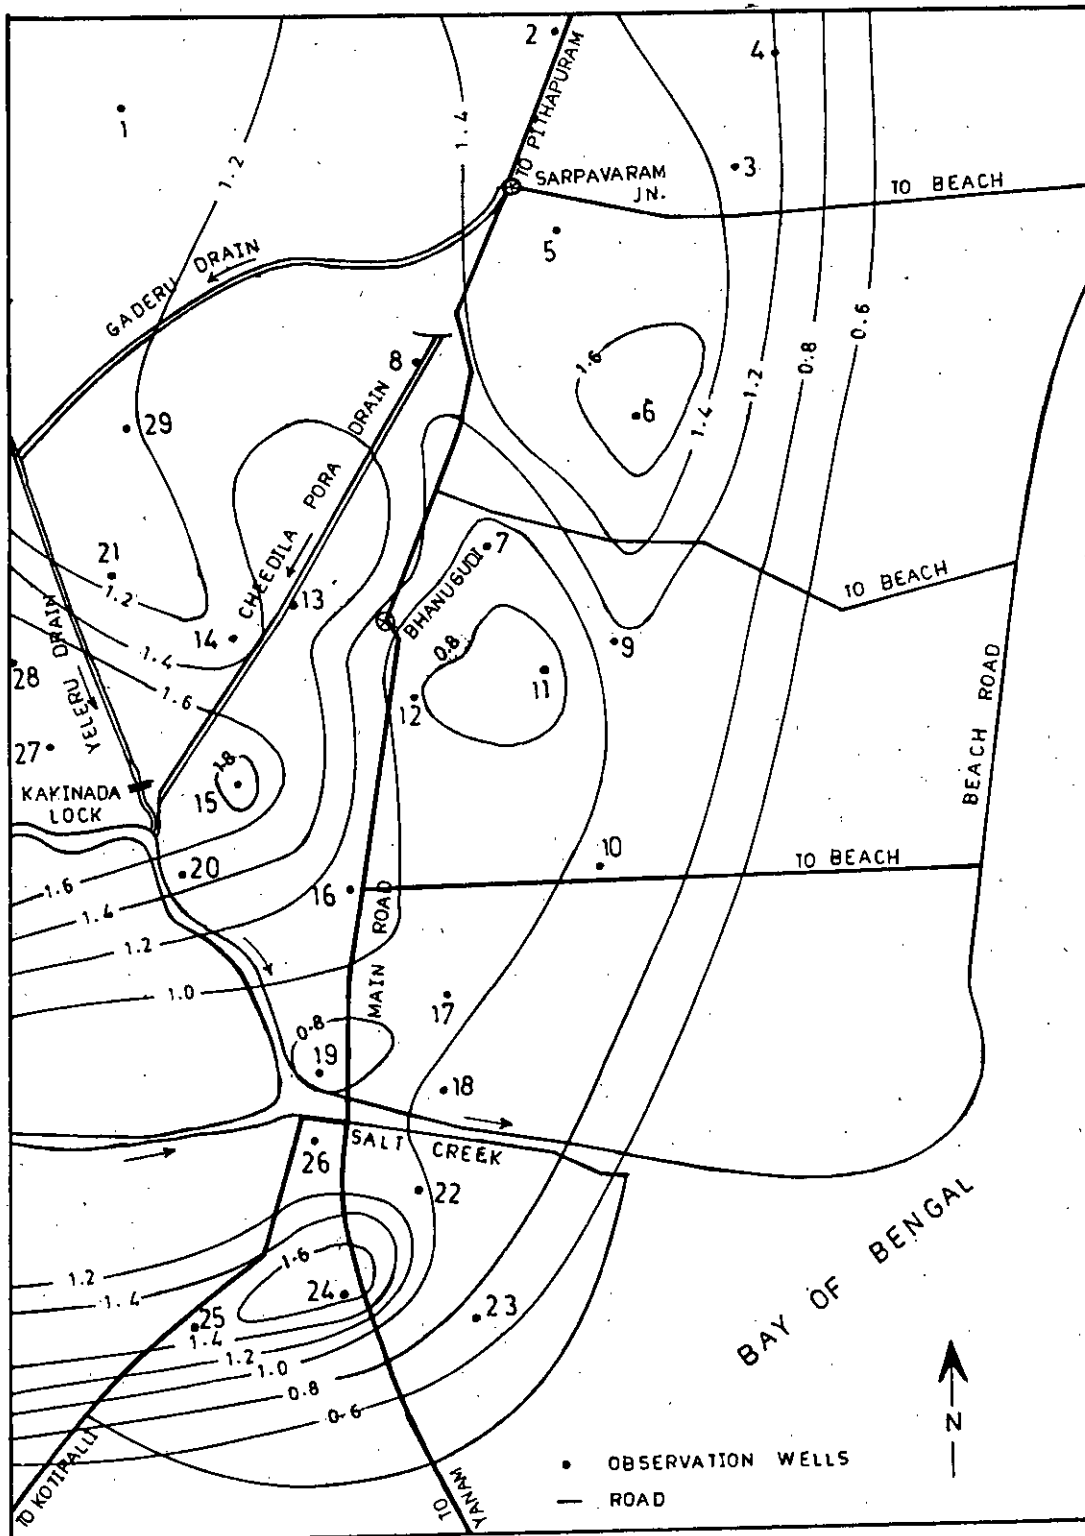 2
4
1
TO PITHAPURAM
1.4
1.2
3
SARPAVARAM
JN.
TO BEACH
5
GADERU DRAIN
0.6
0.8
1.2
1.4
1.6
6
8
29
CHEEDILA PORA DRAIN
7
BHANUGUDI
21
1.2
13
14
1.4
TO BEACH
9
0.8
11
12
28
YELERU DRAIN
1.6
27
1.8
15
KAKINADA
LOCK
BEACH ROAD
10
TO BEACH
20
1.6
16
1.4
1.2
MAIN ROAD
1.0
17
0.8
19
18
SALT CREEK
26
22
1.6
1.2
1.4
24
25
23
1.4
1.2
1.0
0.8
0.6
BAY OF BENGAL
N
TO KOTIPALLI
TO YANAM
OBSERVATION WELLS
ROAD